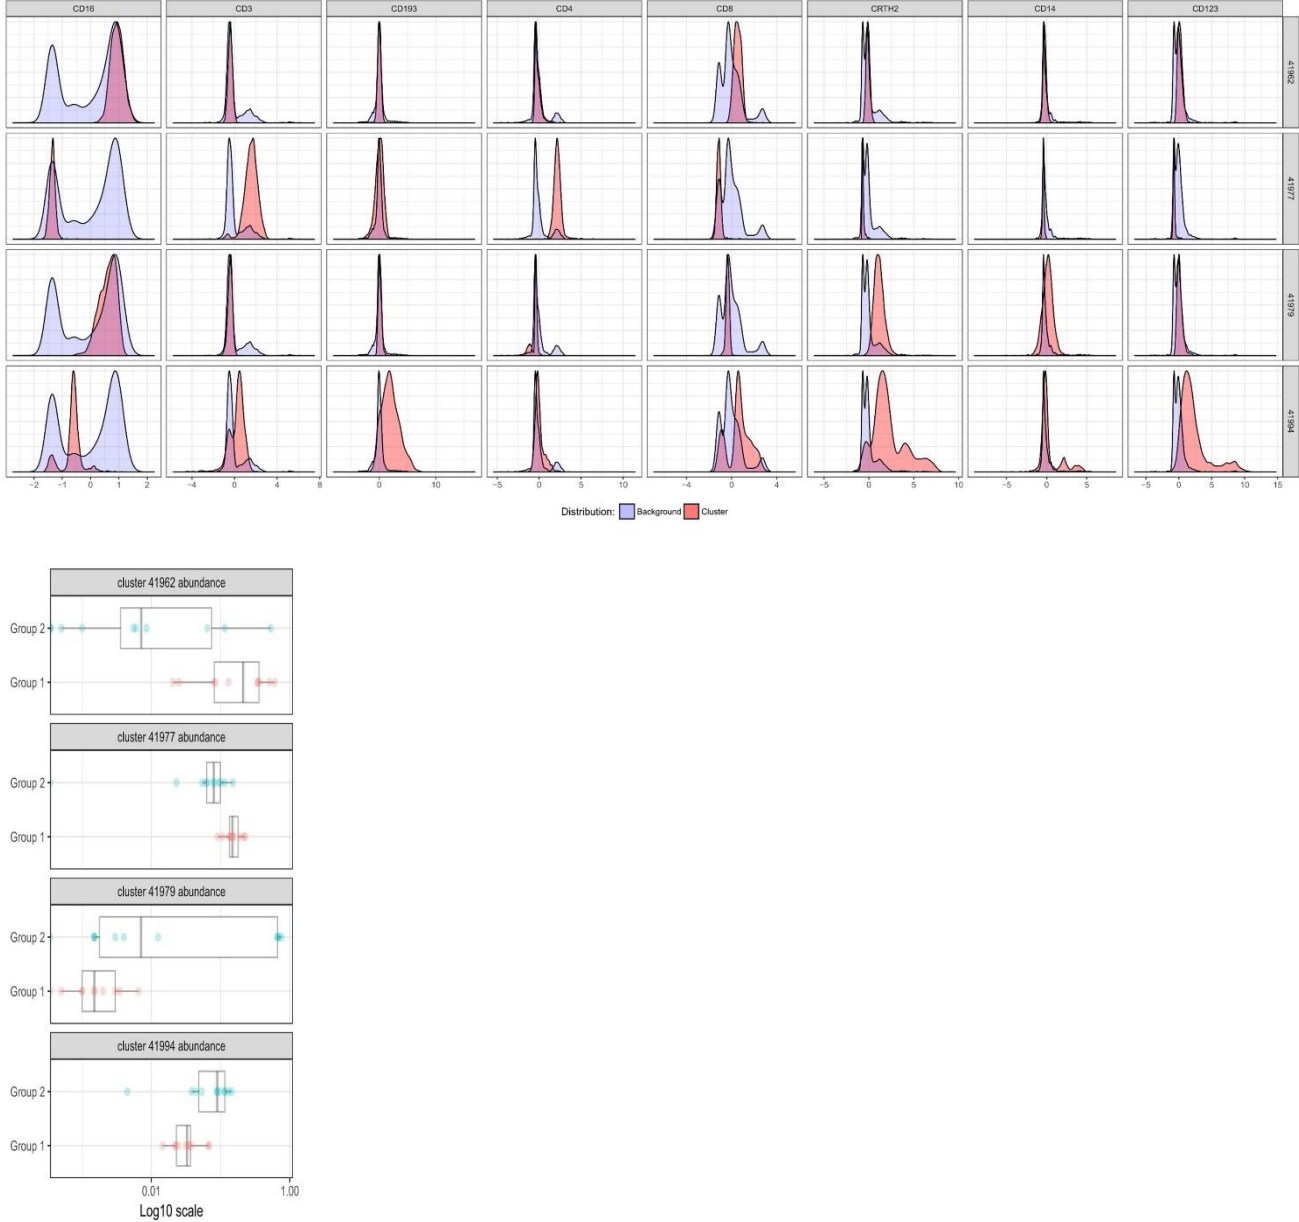 CD16 CD3 CD193 CD4 CD8 CRTH2 CD14 CD123
41962
41977
41979
41994
−2 −1 0 1 2 −4 0 4 8 0 10 −5 0 5 10 −4 0 4 −5 0 5 10 −5 0 5 −5 0 5 10 15
Distribution: Background Cluster
cluster 41962 abundance
Group 2
Group 1
cluster 41977 abundance
Group 2
Group 1
cluster 41979 abundance
Group 2
Group 1
cluster 41994 abundance
Group 2
Group 1
0.01 1.00
Log10 scale